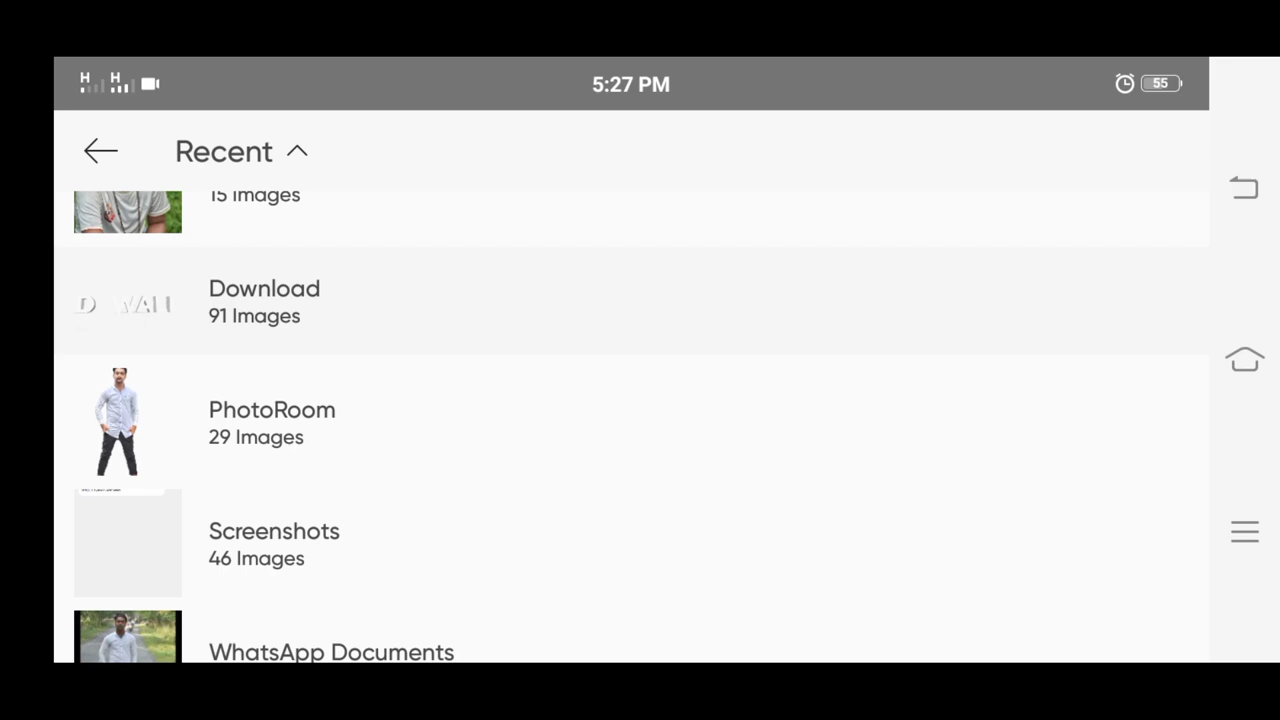 H H
5:27 PM
55
Recent
15 Images
Download
91 Images
PhotoRoom
29 Images
Screenshots
46 Images
WhatsApp Documents